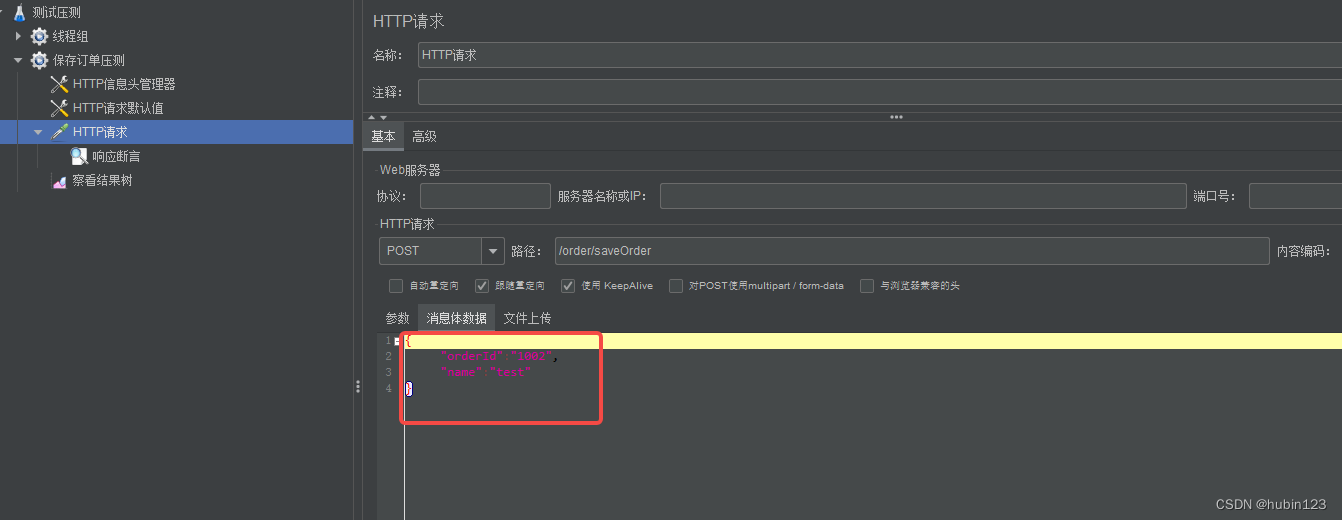 测试压测
线程组
保存订单压测
HTTP信息头管理器
HTTP请求默认值
HTTP请求
响应断言
察看结果树
HTTP请求
名称： HTTP请求
注释：
基本 高级
Web服务器
协议： 服务器名称或IP： 端口号：
HTTP请求
POST 路径： /order/saveOrder 内容编码：
自动重定向 跟随重定向 使用 KeepAlive 对POST使用multipart / form-data 与浏览器兼容的头
参数 消息体数据 文件上传
1 {
2 "orderId":"1002",
3 "nmme":"test"
4 }
CSDN @hubin123